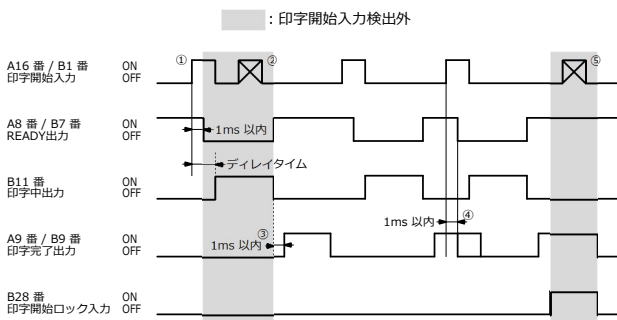 ：印字開始入力検出外
① ② ⑤
A16 番 / B1 番 ON
印字開始入力 OFF
A8 番 / B7 番 ON
READY出力 OFF
1ms 以内
ディレイタイム
B11 番 ON
印字中出力 OFF
1ms 以内 ④
③
A9 番 / B9 番 ON
印字完了出力 OFF
1ms 以内
B28 番 ON
印字開始ロック入力 OFF